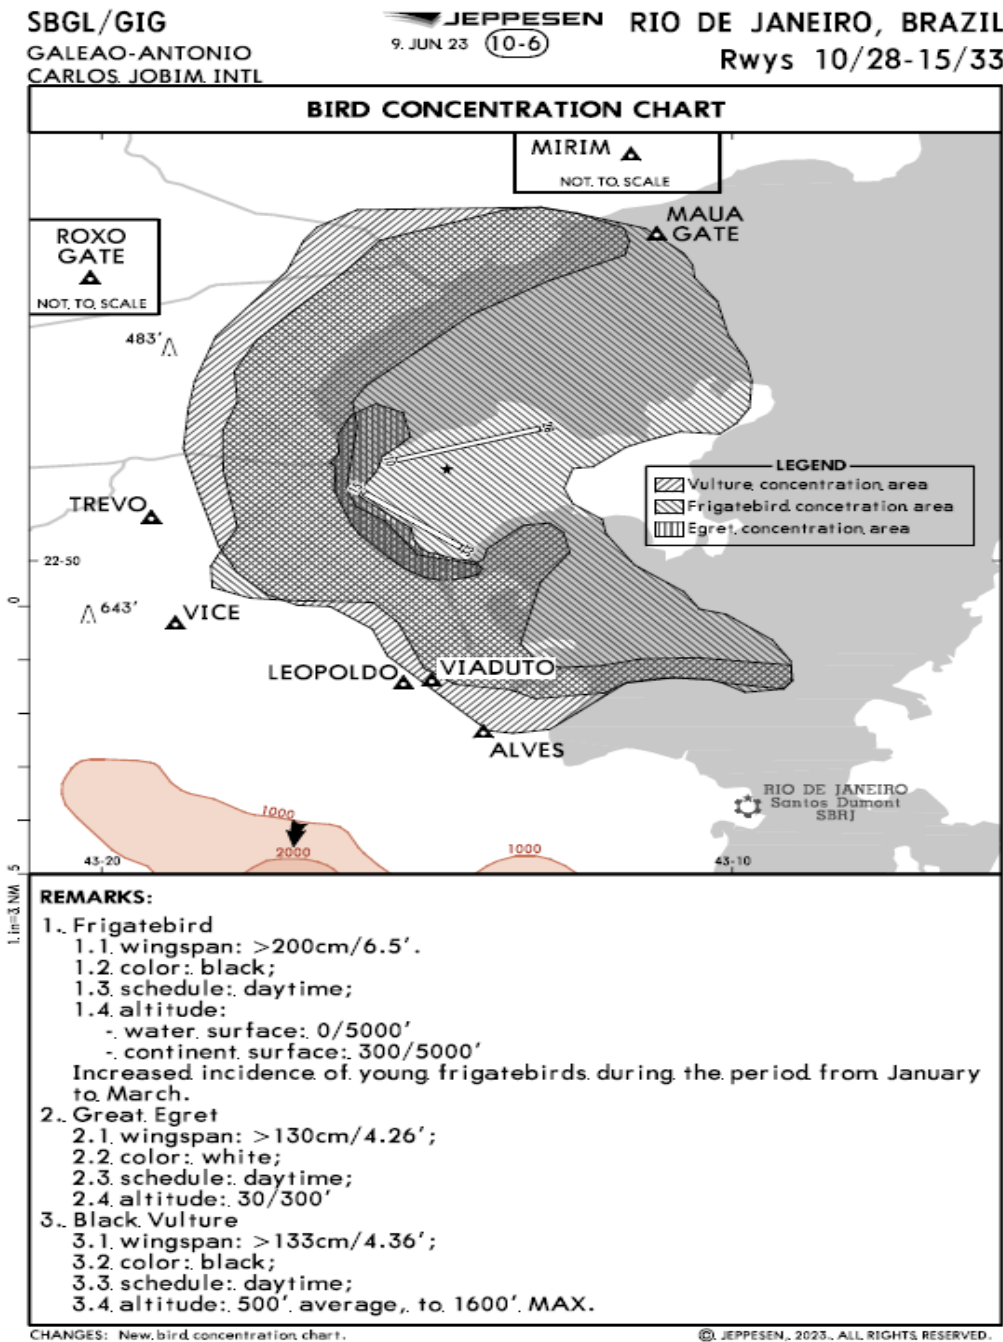 SBGL/GIG
GALEAO-ANTONIO
CARLOS JOBIM INTL
JEPPESEN
9 JUN 23 10-6
RIO DE JANEIRO, BRAZIL
Rwys 10/28-15/33
BIRD CONCENTRATION CHART
MIRIM
NOT TO SCALE
MAUA
GATE
ROXO
GATE
NOT TO SCALE
483'
LEGEND
Vulture concentration area
Frigatebird concetration area
Egret concentration area
TREVO
22-50
0
643'
VICE
LEOPOLDO
VIADUTO
ALVES
RIO DE JANEIRO
Santos Dumont
SBRJ
1000
2000
1000
43-20
43-10
5
1 in=3 NM
REMARKS:
1. Frigatebird
1.1 wingspan: >200cm/6.5'.
1.2 color: black;
1.3 schedule: daytime;
1.4 altitude:
- water surface: 0/5000'
- continent surface: 300/5000'
Increased incidence of young frigatebirds during the period from January
to March.
2. Great Egret
2.1 wingspan: >130cm/4.26';
2.2 color: white;
2.3 schedule: daytime;
2.4 altitude: 30/300'
3. Black Vulture
3.1 wingspan: >133cm/4.36';
3.2 color: black;
3.3 schedule: daytime;
3.4 altitude: 500' average, to 1600' MAX.
CHANGES: New bird concentration chart.
© JEPPESEN, 2023. ALL RIGHTS RESERVED.